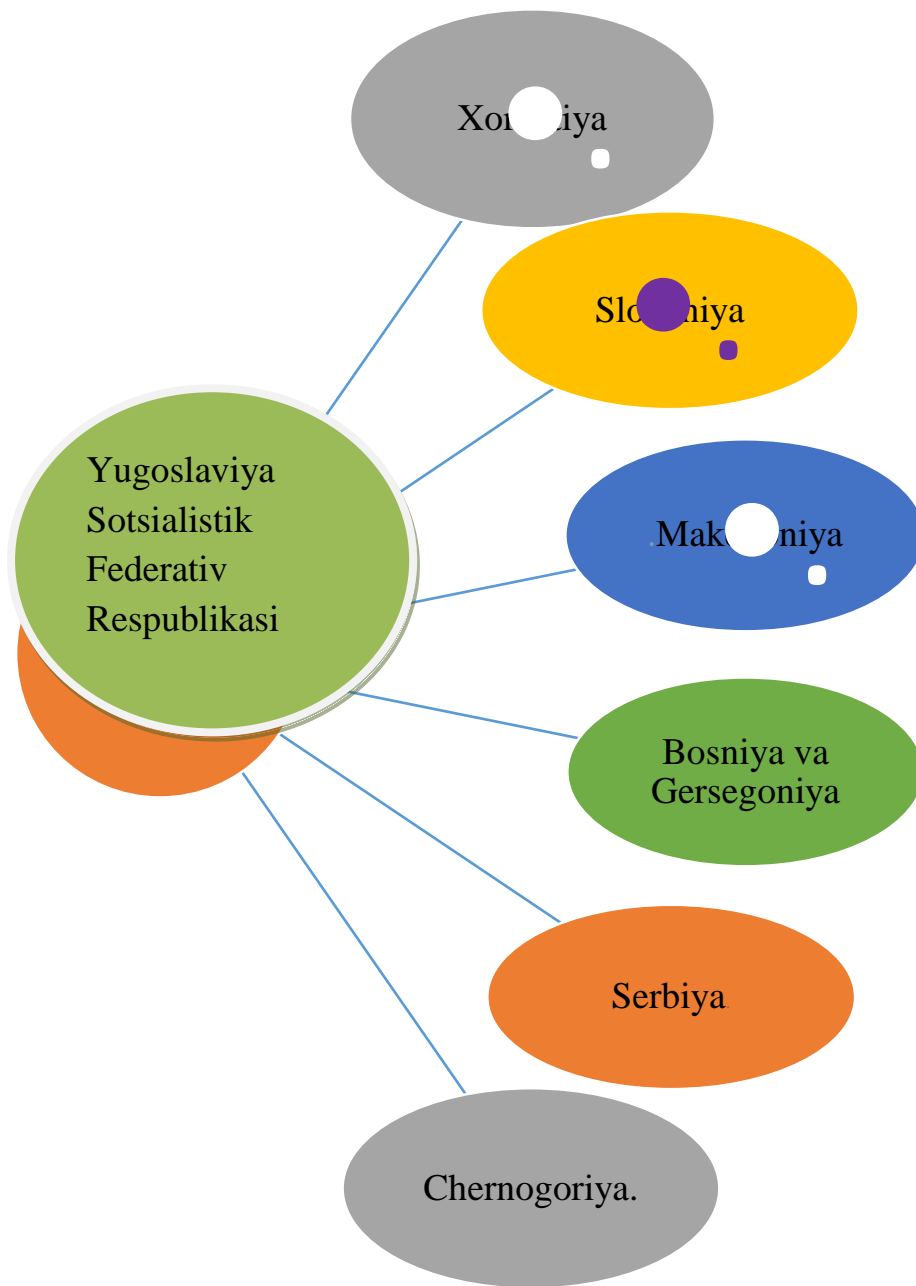 Yugoslaviya
Sotsialistik
Federativ
Respublikasi
Bosniya va
Gersegoniya
Serbiya.
Chernogoriya.